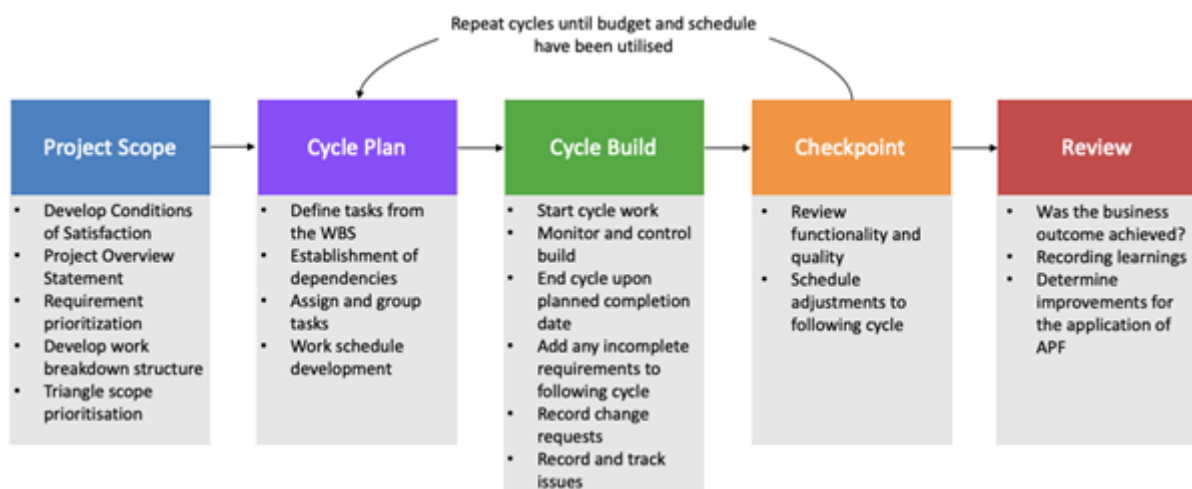 Repeat cycles until budget and schedule
have been utilised
Project Scope
• Develop Conditions
of Satisfaction
• Project Overview
Statement
• Requirement
prioritization
• Develop work
breakdown structure
• Triangle scope
prioritisation
Cycle Plan
• Define tasks from
the WBS
• Establishment of
dependencies
• Assign and group
tasks
• Work schedule
development
Cycle Build
• Start cycle work
• Monitor and control
build
• End cycle upon
planned completion
date
• Add any incomplete
requirements to
following cycle
• Record change
requests
• Record and track
issues
Checkpoint
• Review
functionality and
quality
• Schedule
adjustments to
following cycle
Review
• Was the business
outcome achieved?
• Recording learnings
• Determine
improvements for
the application of
APF